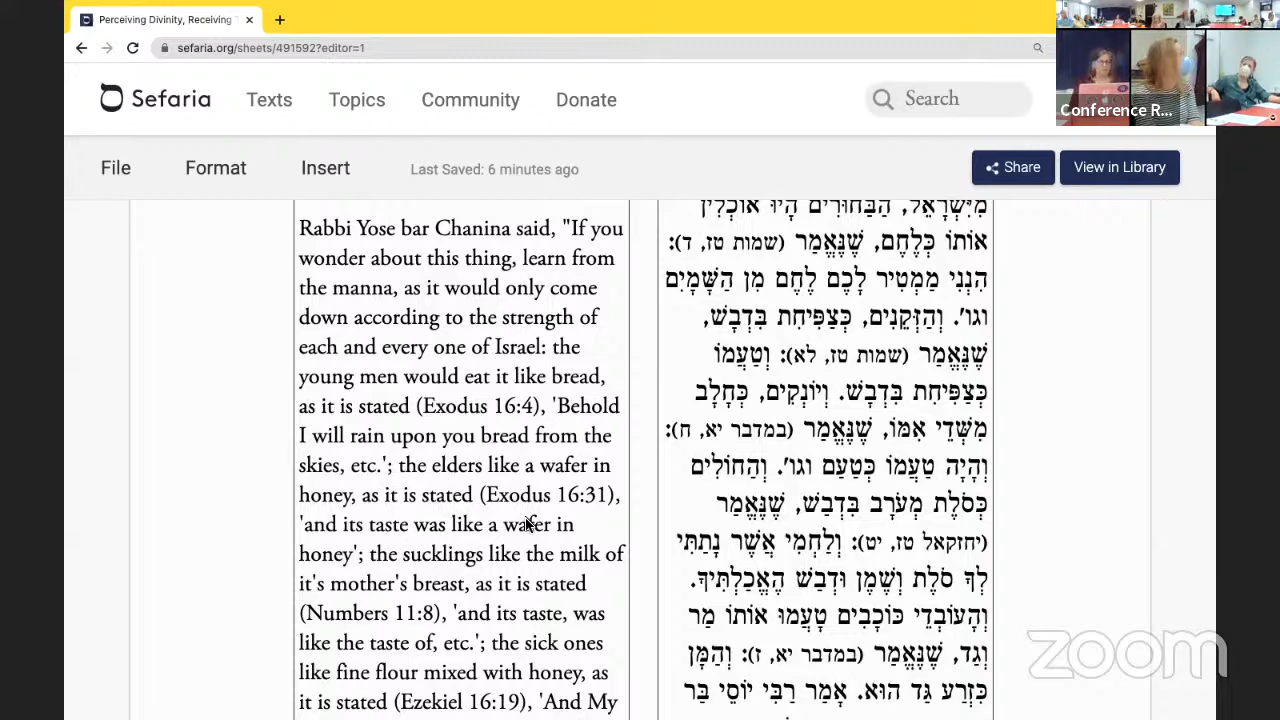 Perceiving Divinity, Receiving
sefaria.org/sheets/491592?editor=1
Sefaria
Texts
Topics
Community
Donate
Search
Conference R...
File
Format
Insert
Last Saved: 6 minutes ago
Share
View in Library
Rabbi Yose bar Chanina said, "If you
wonder about this thing, learn from
the manna, as it would only come
down according to the strength of
each and every one of Israel: the
young men would eat it like bread,
as it is stated (Exodus 16:4), 'Behold
I will rain upon you bread from the
skies, etc.'; the elders like a wafer in
honey, as it is stated (Exodus 16:31),
'and its taste was like a wafer in
honey'; the sucklings like the milk of
it's mother's breast, as it is stated
(Numbers 11:8), 'and its taste, was
like the taste of, etc.'; the sick ones
like fine flour mixed with honey, as
it is stated (Ezekiel 16:19), 'And My
מִיִּשְׂרָאֵל, הַבַּחוּרִים הָיוּ אוֹכְלִין
אוֹתוֹ כְּלֶחֶם, שֶׁנֶּאֱמַר (שמות טז, ד):
הִנְנִי מַמְטִיר לָכֶם לֶחֶם מִן הַשָּׁמָיִם
וגו'. וְהַזְּקֵנִים, כְּצַפִּיחִת בִּדְבָשׁ,
שֶׁנֶּאֱמַר (שמות טז, לא): וְטַעְמוֹ
כְּצַפִּיחִת בִּדְבָשׁ. וְיוֹנְקִים, כְּחָלָב
מִשְּׁדֵי אִמּוֹ, שֶׁנֶּאֱמַר (במדבר יא, ח):
וְהָיָה טַעְמוֹ כְּטַעַם וגו'. וְהַחוֹלִים
כְּסֹלֶת מְעֹרָב בִּדְבַשׁ, שֶׁנֶּאֱמַר
(יחזקאל טז, יט): וְלַחְמִי אֲשֶׁר נָתַתִּי
לָךְ סֹלֶת וְשֶׁמֶן וּדְבַשׁ הֶאֱכַלְתִּיךְ.
וְהָעוֹבְדֵי כּוֹכָבִים טָעֲמוּ אוֹתוֹ מַר
וְגַד, שֶׁנֶּאֱמַר (במדבר יא, ז): וְהַמָּן
כִּזְרַע גַּד הוּא. אָמַר רַבִּי יוֹסֵי בַּר
zoom